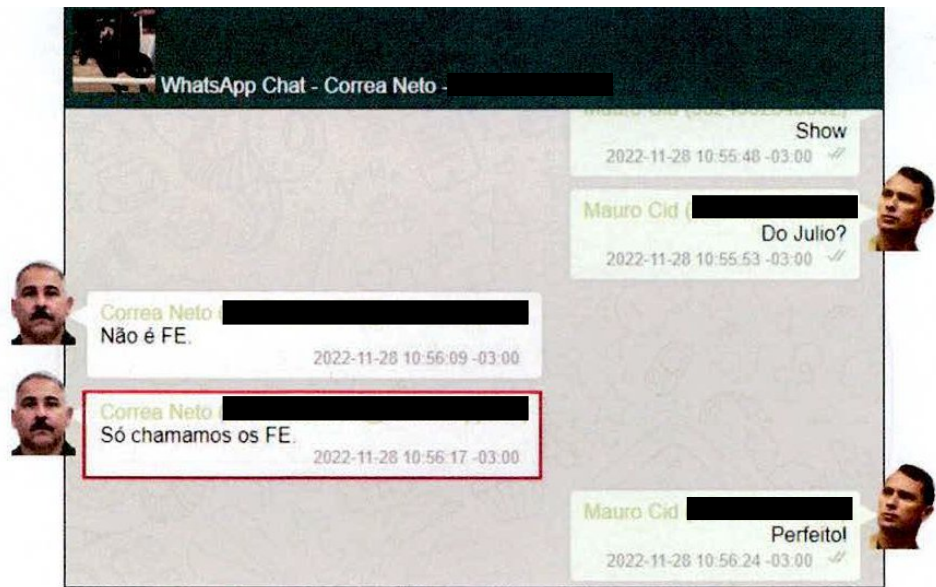 WhatsApp Chat - Correa Neto -
Show
2022-11-28 10:55:48 -03:00
Mauro Cid (
Do Julio?
2022-11-28 10:55:53 -03:00
Correa Neto (
Não é FE.
2022-11-28 10:56:09 -03:00
Correa Neto (
Só chamamos os FE.
2022-11-28 10:56:17 -03:00
Mauro Cid
Perfeito!
2022-11-28 10:56:24 -03:00